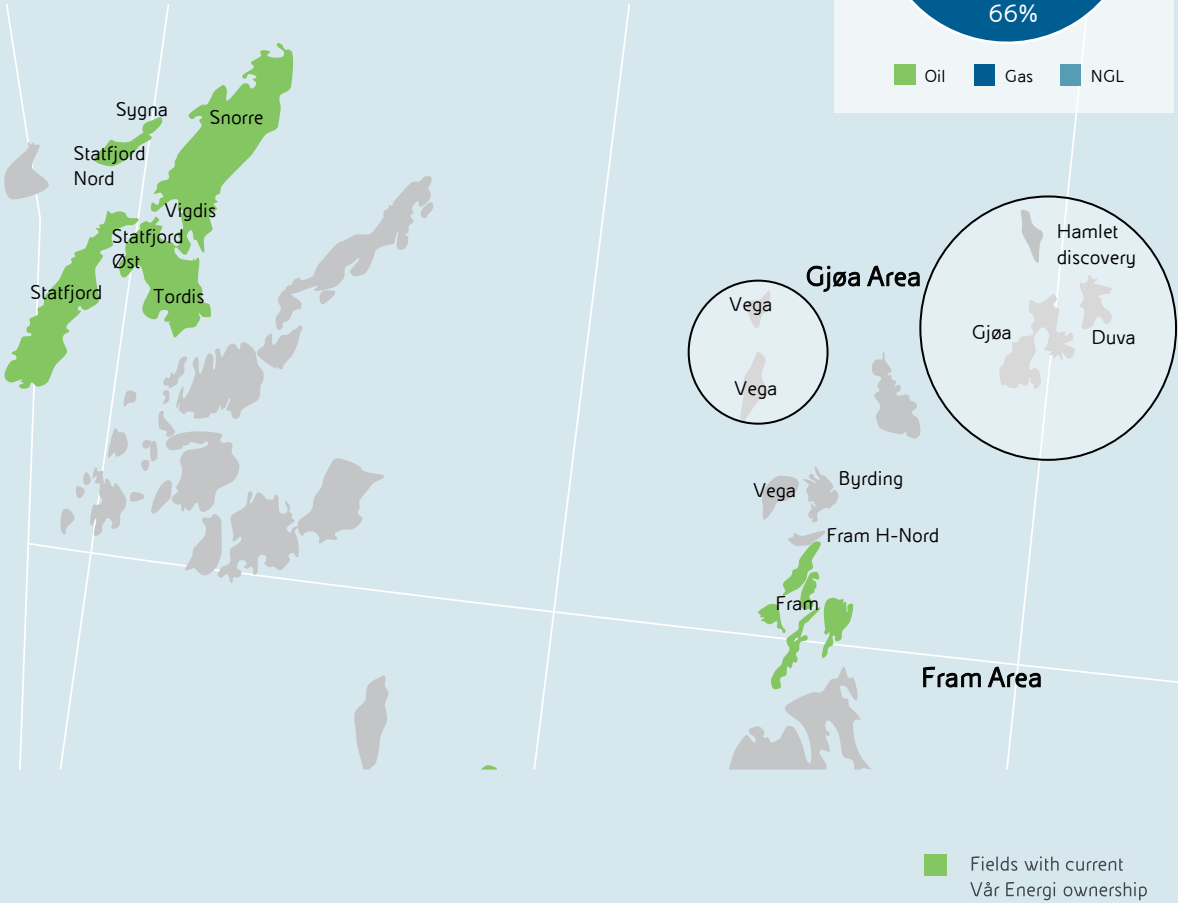 66%
Oil
Gas
NGL
Sygna
Snorre
Statfjord
Nord
Vigdis
Statfjord
Øst
Statfjord
Tordis
Gjøa Area
Hamlet
discovery
Vega
Gjøa
Duva
Vega
Byrding
Vega
Fram H-Nord
Fram
Fram Area
Fields with current
Vår Energi ownership